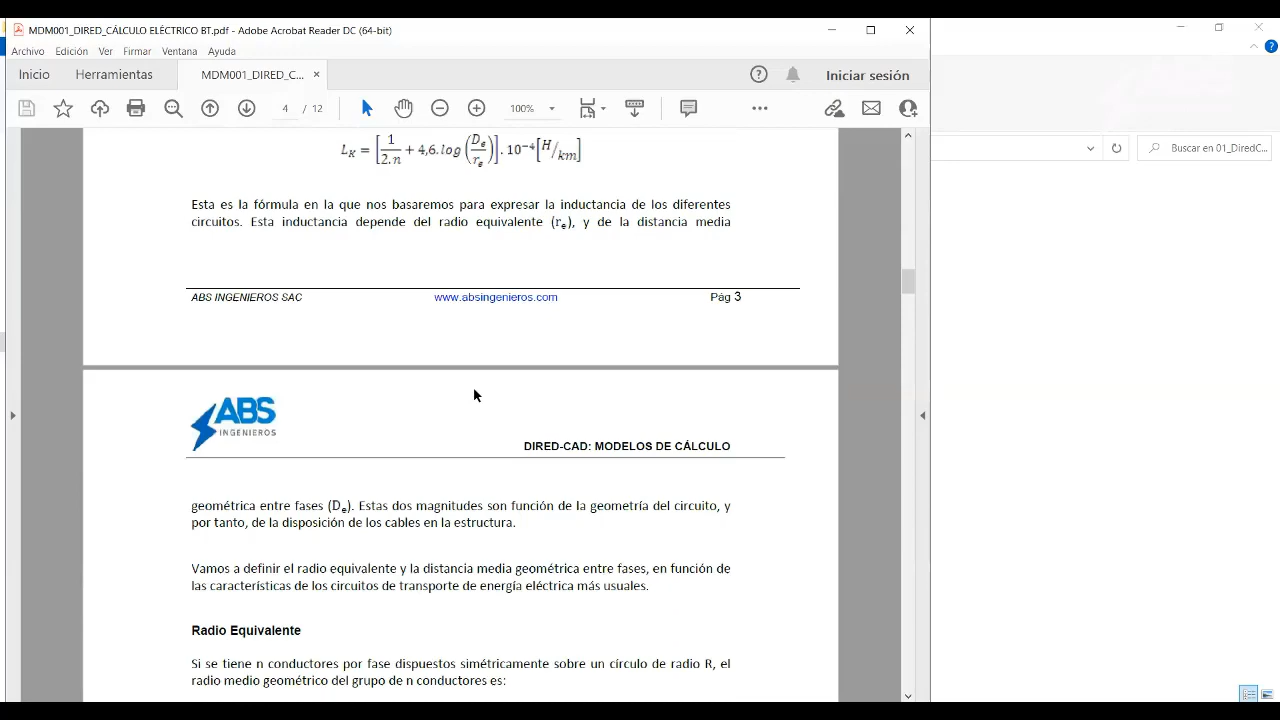 MDM001_DIRED_CÁLCULO ELÉCTRICO BT.pdf - Adobe Acrobat Reader DC (64-bit)
Archivo Edición Ver Firmar Ventana Ayuda
Inicio Herramientas MDM001_DIRED_C... × Iniciar sesión
4 / 12 100%
Buscar en 01_DiredC...
L_K = [1/2.n + 4,6.log(D_e/r_e)].10^-4 [H/km]
Esta es la fórmula en la que nos basaremos para expresar la inductancia de los diferentes
circuitos. Esta inductancia depende del radio equivalente (r_e), y de la distancia media
ABS INGENIEROS SAC www.absingenieros.com Pág 3
ABS
INGENIEROS
DIRED-CAD: MODELOS DE CÁLCULO
geométrica entre fases (D_e). Estas dos magnitudes son función de la geometría del circuito, y
por tanto, de la disposición de los cables en la estructura.
Vamos a definir el radio equivalente y la distancia media geométrica entre fases, en función de
las características de los circuitos de transporte de energía eléctrica más usuales.
Radio Equivalente
Si se tiene n conductores por fase dispuestos simétricamente sobre un círculo de radio R, el
radio medio geométrico del grupo de n conductores es: